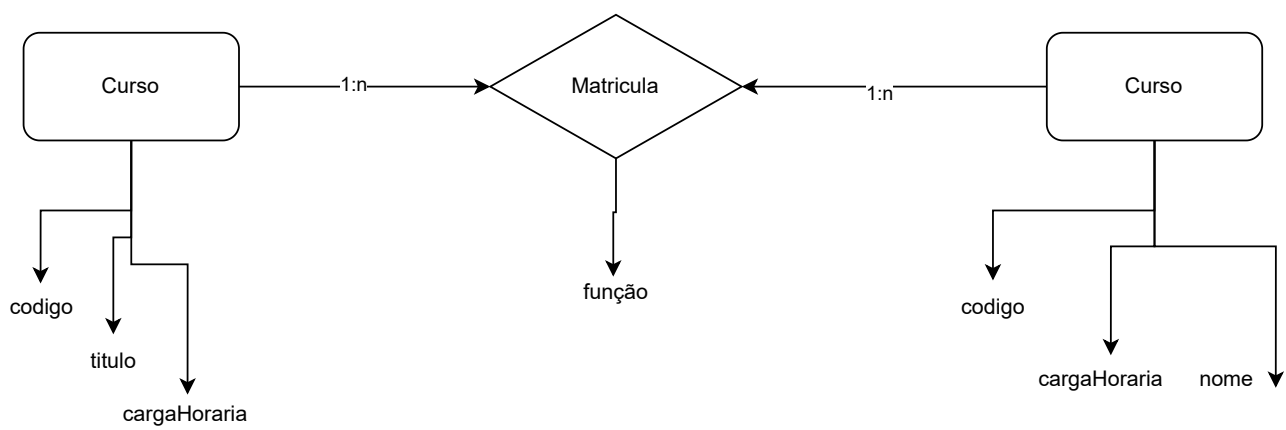 Curso
1:n
Matricula
1:n
Curso
codigo
titulo
cargaHoraria
função
codigo
cargaHoraria
nome